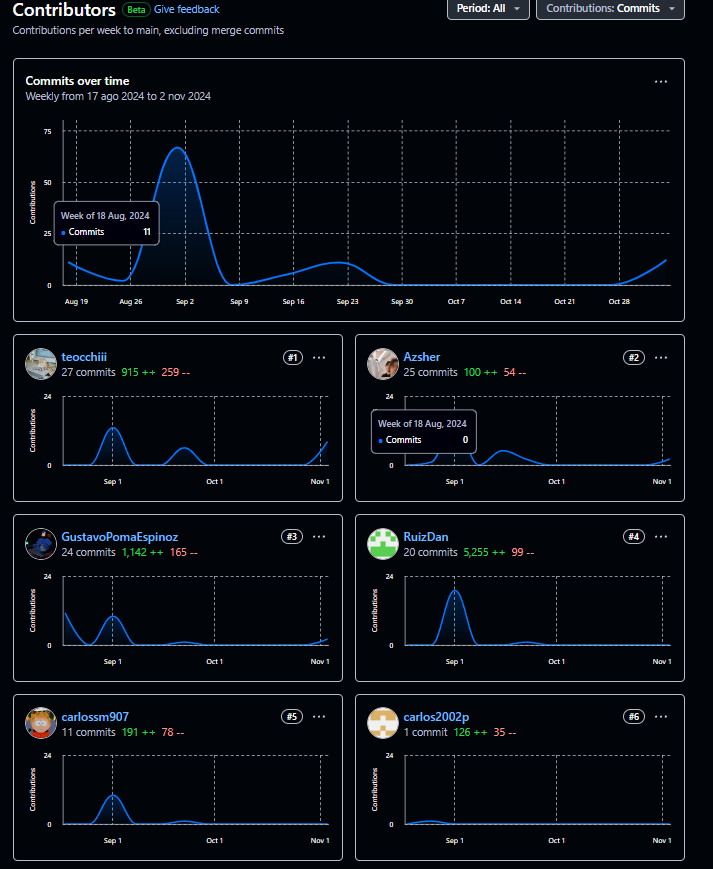 Contributors Beta Give feedback
Period: All
Contributions: Commits
Contributions per week to main, excluding merge commits
Commits over time
Weekly from 17 ago 2024 to 2 nov 2024
Contributions
75
50
25
0
Week of 18 Aug, 2024
Commits 11
Aug 19 Aug 26 Sep 2 Sep 9 Sep 16 Sep 23 Sep 30 Oct 7 Oct 14 Oct 21 Oct 28
teocchiii #1
27 commits 915 ++ 259 --
Contributions
24
0
Sep 1 Oct 1 Nov 1
Azsher #2
25 commits 100 ++ 54 --
Contributions
24
Week of 18 Aug, 2024
Commits 0
0
Sep 1 Oct 1 Nov 1
GustavoPomaEspinoz #3
24 commits 1,142 ++ 165 --
Contributions
24
0
Sep 1 Oct 1 Nov 1
RuizDan #4
20 commits 5,255 ++ 99 --
Contributions
24
0
Sep 1 Oct 1 Nov 1
carlossm907 #5
11 commits 191 ++ 78 --
Contributions
24
0
Sep 1 Oct 1 Nov 1
carlos2002p #6
1 commit 126 ++ 35 --
Contributions
24
0
Sep 1 Oct 1 Nov 1